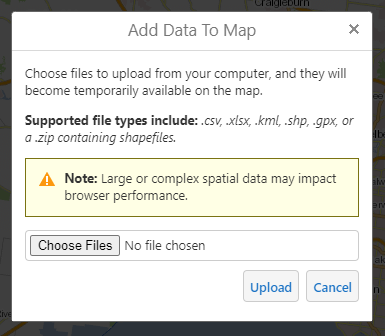 Craigieburn
Add Data To Map ×
Choose files to upload from your computer, and they will
become temporarily available on the map.
Supported file types include: .csv, .xlsx, .kml, .shp, .gpx, or
a .zip containing shapefiles.
Note: Large or complex spatial data may impact
browser performance.
Choose Files No file chosen
Upload Cancel